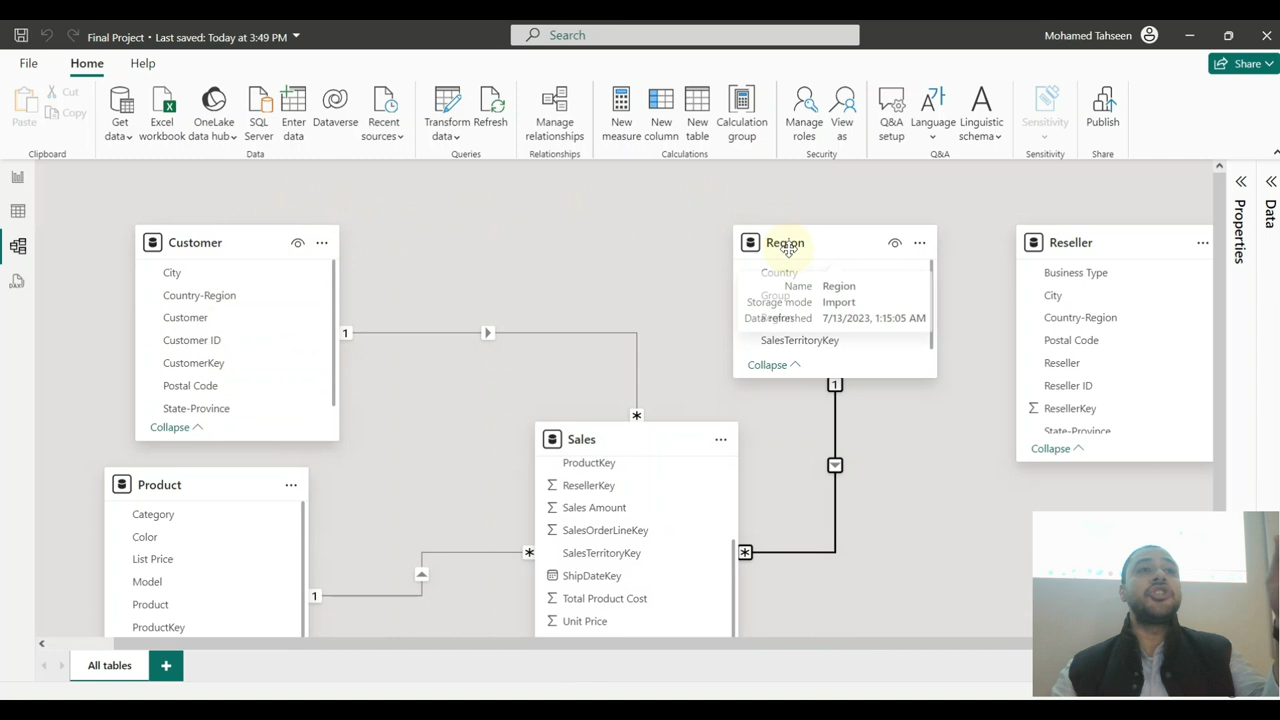 Final Project • Last saved: Today at 3:49 PM
Search
Mohamed Tahseen
File
Home
Help
Share
Paste
Cut
Copy
Clipboard
Get data
Excel workbook
OneLake data hub
SQL Server
Enter data
Dataverse
Recent sources
Data
Transform data
Refresh
Queries
Manage relationships
Relationships
New measure
New column
New table
Calculation group
Calculations
Manage roles
View as
Security
Q&A setup
Language
Linguistic schema
Q&A
Sensitivity
Sensitivity
Publish
Share
Customer
City
Country-Region
Customer
Customer ID
CustomerKey
Postal Code
State-Province
Collapse
Product
Category
Color
List Price
Model
Product
ProductKey
1
*
1
*
Sales
ProductKey
ResellerKey
Sales Amount
SalesOrderLineKey
SalesTerritoryKey
ShipDateKey
Total Product Cost
Unit Price
Region
Country
Group
Region
Name Region
Storage mode Import
Data refreshed 7/13/2023, 1:15:05 AM
SalesTerritoryKey
Collapse
1
*
Reseller
Business Type
City
Country-Region
Postal Code
Reseller
Reseller ID
ResellerKey
State-Province
Collapse
Properties
Data
All tables